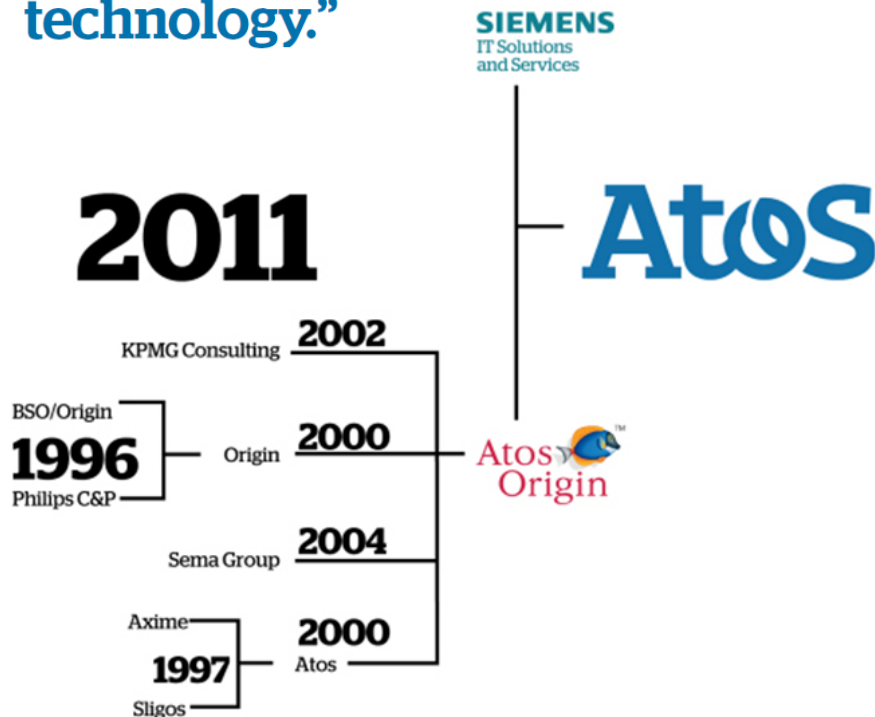 technology.”
SIEMENS
IT Solutions
and Services
2011
Atos
KPMG Consulting
2002
BSO/Origin
1996
Philips C&P
Origin
2000
Atos
Origin
TM
Sema Group
2004
Axime
1997
Sligos
2000
Atos